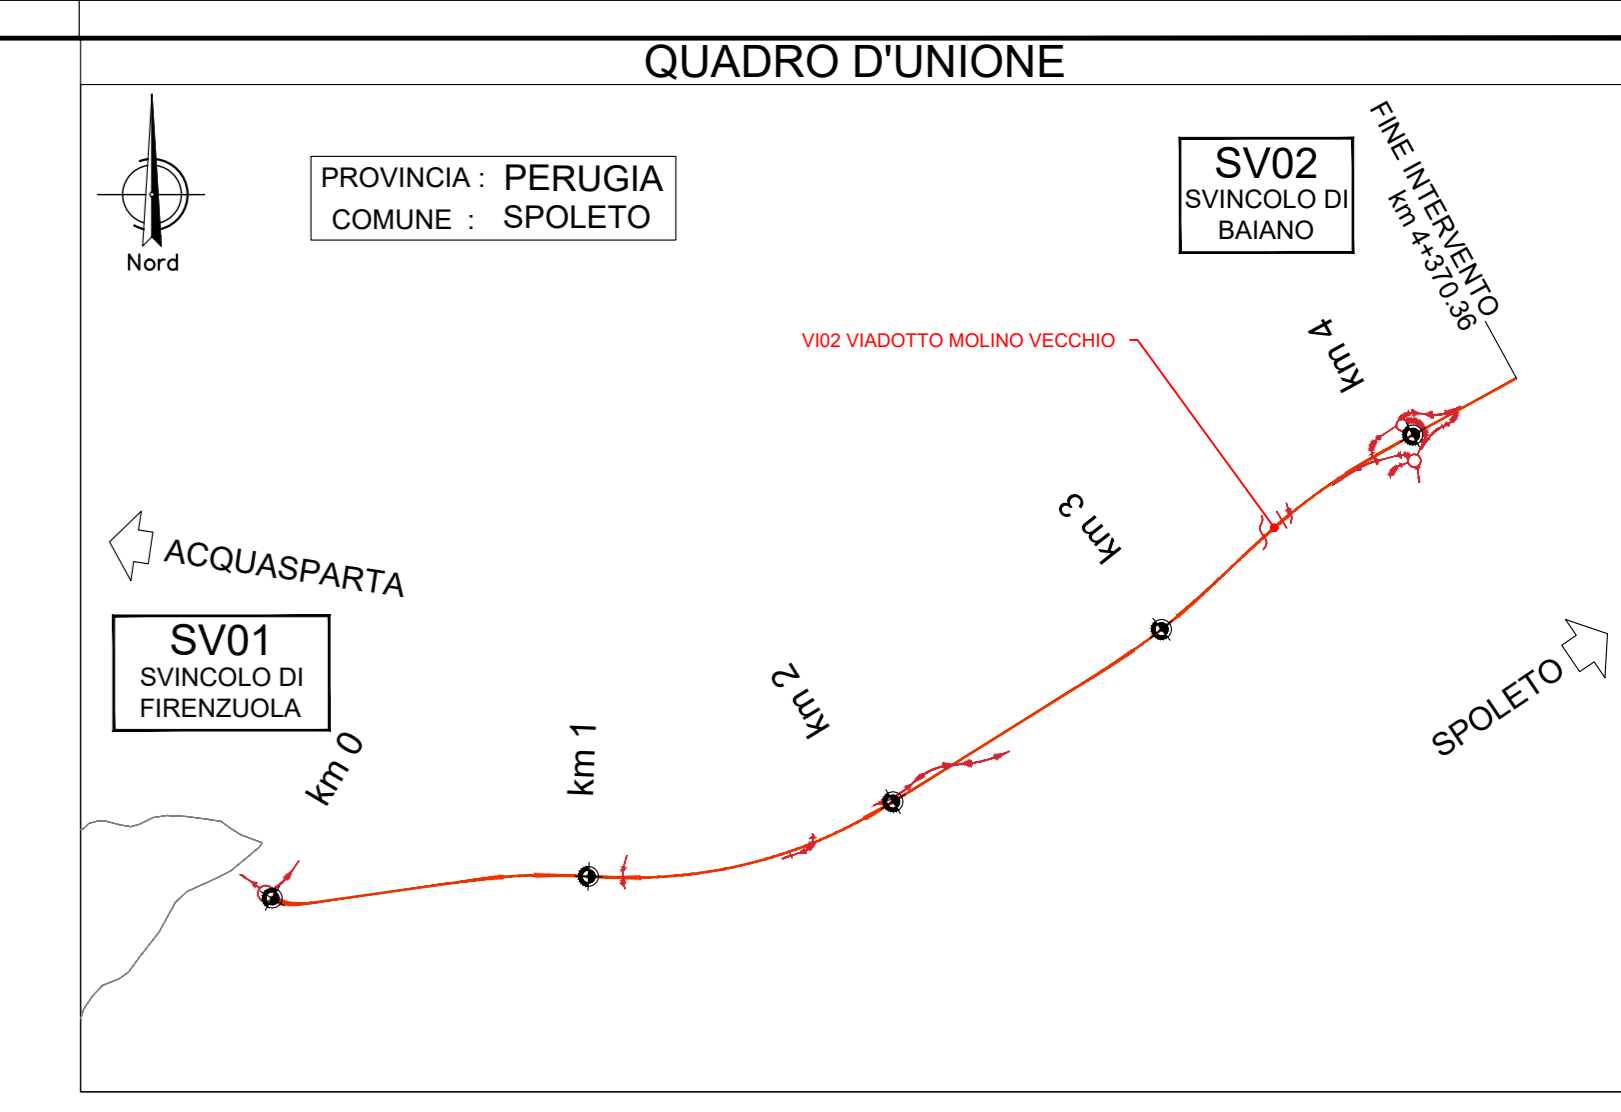 QUADRO D'UNIONE
Nord
PROVINCIA : PERUGIA
COMUNE : SPOLETO
SV02
SVINCOLO DI
BAIANO
FINE INTERVENTO
km 4+370.36
VI02 VIADOTTO MOLINO VECCHIO
km 4
km 3
ACQUASPARTA
SV01
SVINCOLO DI
FIRENZUOLA
km 0
km 1
km 2
SPOLETO